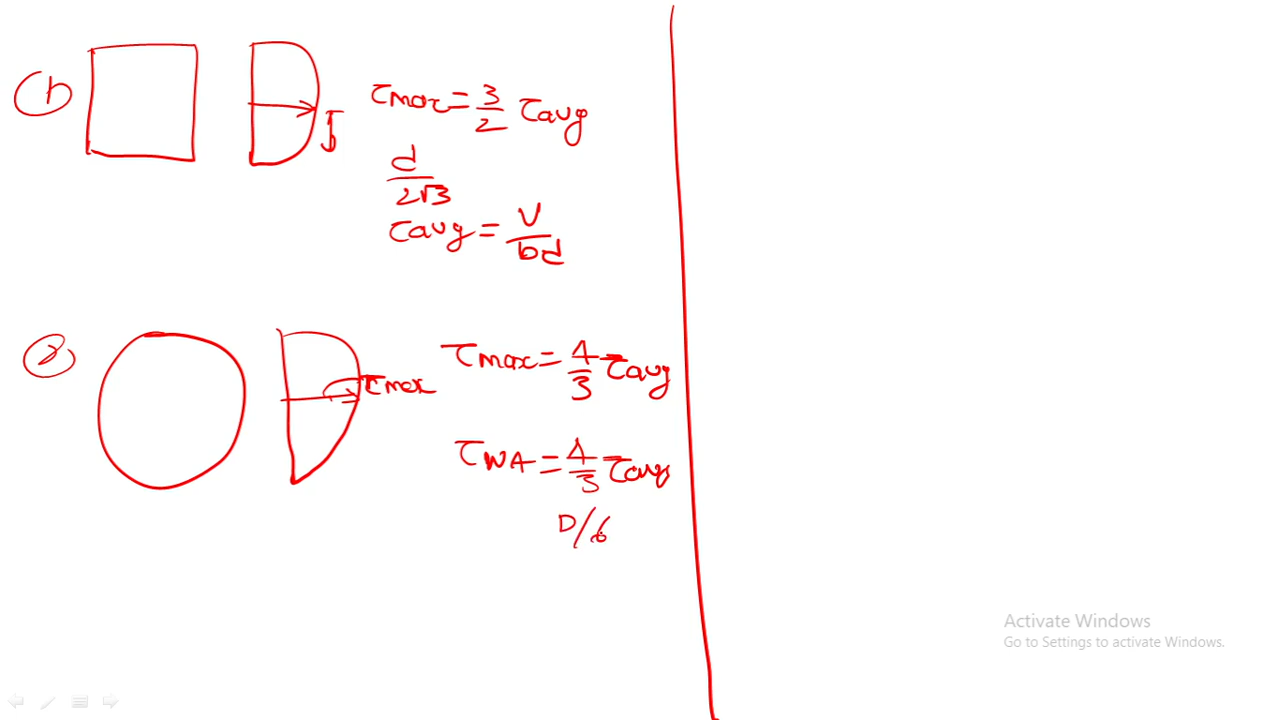 ①
τmax = 3/2 τavg
d/2√3
τavg = V/bd
②
τmax
τmax = 4/3 τavg
τNA = 4/3 τavg
D/6
Activate Windows
Go to Settings to activate Windows.